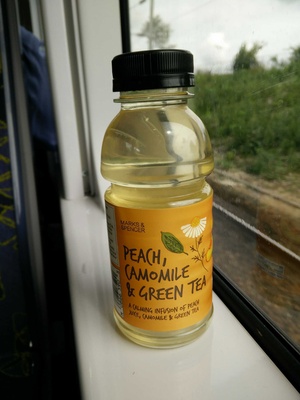 MARKS &
SPENCER
PEACH,
CAMOMILE
& GREEN TEA
A CALMING INFUSION OF PEACH
JUICE, CAMOMILE & GREEN TEA